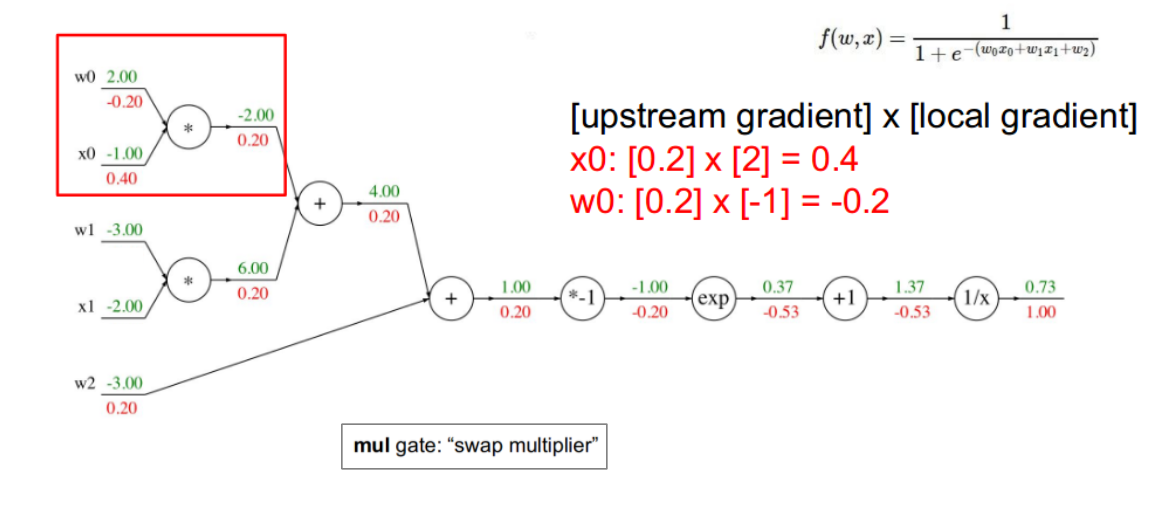 f(w, x) = 1 / (1 + e^−(w₀x₀+w₁x₁+w₂))
[upstream gradient] x [local gradient]
x0: [0.2] x [2] = 0.4
w0: [0.2] x [-1] = -0.2
w0 2.00
-0.20
*
-2.00
0.20
x0 -1.00
0.40
+
4.00
0.20
w1 -3.00
*
6.00
0.20
x1 -2.00
+
1.00
0.20
*-1
-1.00
-0.20
exp
0.37
-0.53
+1
1.37
-0.53
1/x
0.73
1.00
w2 -3.00
0.20
mul gate: “swap multiplier”